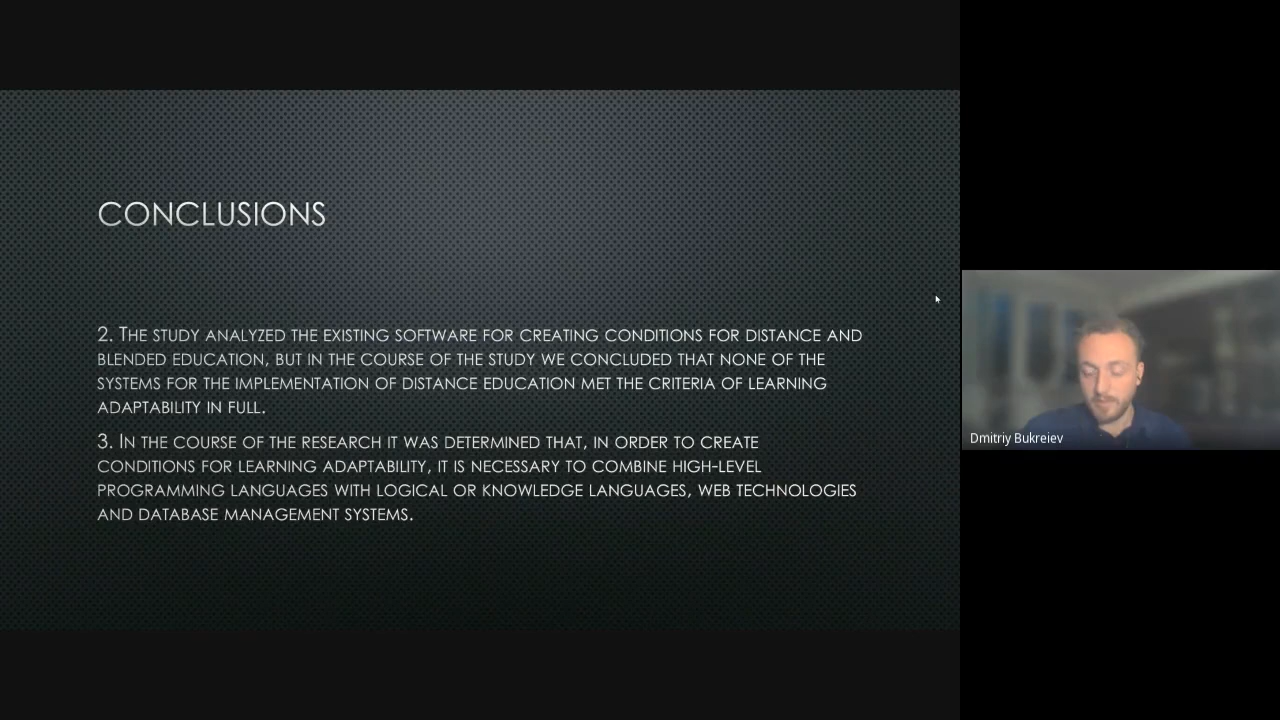 CONCLUSIONS
2. THE STUDY ANALYZED THE EXISTING SOFTWARE FOR CREATING CONDITIONS FOR DISTANCE AND
BLENDED EDUCATION, BUT IN THE COURSE OF THE STUDY WE CONCLUDED THAT NONE OF THE
SYSTEMS FOR THE IMPLEMENTATION OF DISTANCE EDUCATION MET THE CRITERIA OF LEARNING
ADAPTABILITY IN FULL.
3. IN THE COURSE OF THE RESEARCH IT WAS DETERMINED THAT, IN ORDER TO CREATE
CONDITIONS FOR LEARNING ADAPTABILITY, IT IS NECESSARY TO COMBINE HIGH-LEVEL
PROGRAMMING LANGUAGES WITH LOGICAL OR KNOWLEDGE LANGUAGES, WEB TECHNOLOGIES
AND DATABASE MANAGEMENT SYSTEMS.
Dmitriy Bukreiev